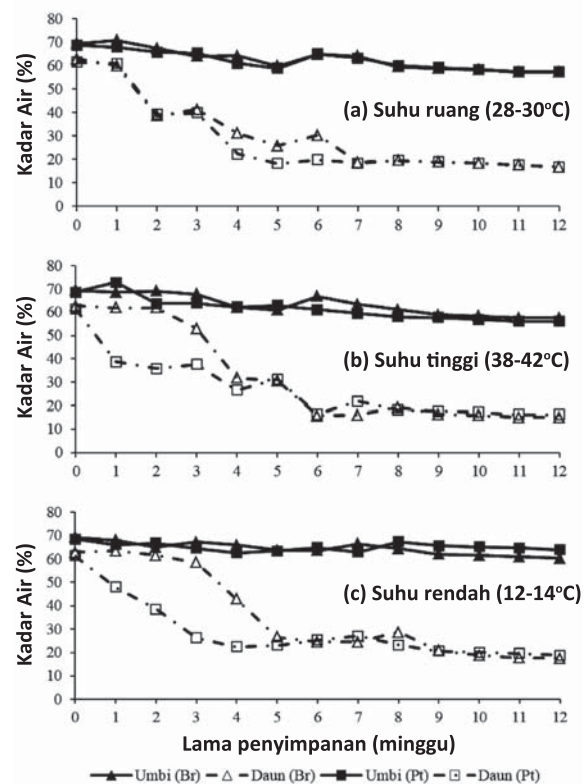 80
70
60
50
40
30
20
10
0
Kadar Air (%)
(a) Suhu ruang (28-30°C)
0 1 2 3 4 5 6 7 8 9 10 11 12
80
70
60
50
40
30
20
10
0
Kadar Air (%)
(b) Suhu tinggi (38-42°C)
0 1 2 3 4 5 6 7 8 9 10 11 12
80
70
60
50
40
30
20
10
0
Kadar Air (%)
(c) Suhu rendah (12-14°C)
0 1 2 3 4 5 6 7 8 9 10 11 12
Lama penyimpanan (minggu)
Umbi (Br) Daun (Br) Umbi (Pt) Daun (Pt)